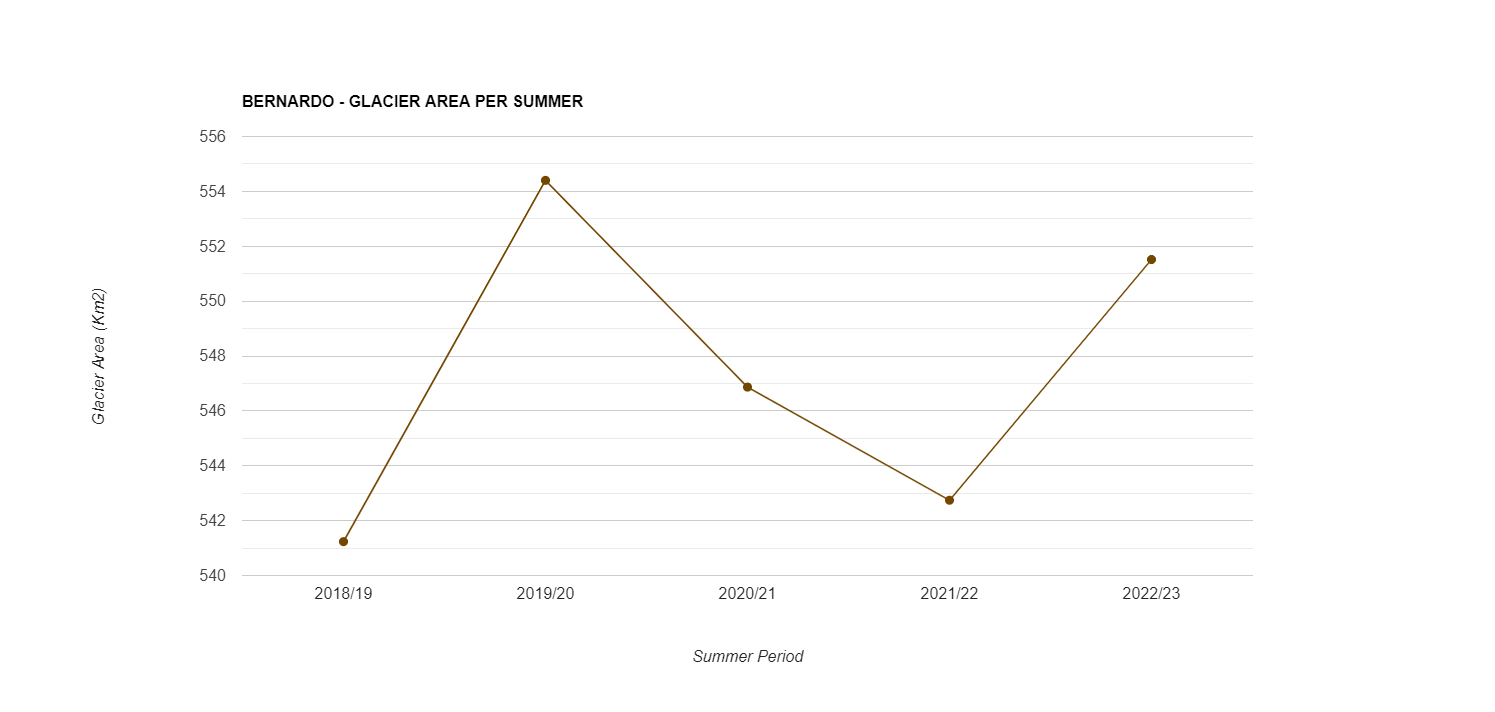 BERNARDO - GLACIER AREA PER SUMMER
556
554
552
550
548
546
544
542
540
Glacier Area (Km2)
2018/19 2019/20 2020/21 2021/22 2022/23
Summer Period